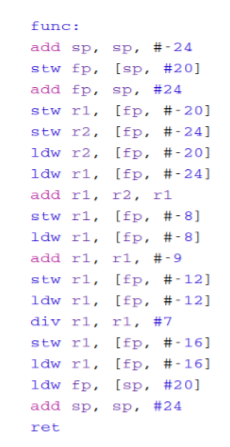 func:
add sp, sp, #-24
stw fp, [sp, #20]
add fp, sp, #24
stw r1, [fp, #-20]
stw r2, [fp, #-24]
ldw r2, [fp, #-20]
ldw r1, [fp, #-24]
add r1, r2, r1
stw r1, [fp, #-8]
ldw r1, [fp, #-8]
add r1, r1, #-9
stw r1, [fp, #-12]
ldw r1, [fp, #-12]
div r1, r1, #7
stw r1, [fp, #-16]
ldw r1, [fp, #-16]
ldw fp, [sp, #20]
add sp, sp, #24
ret